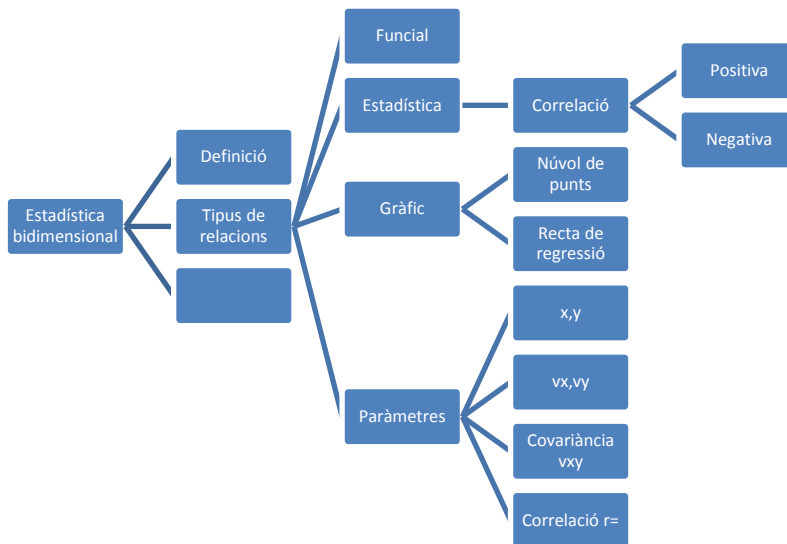 Funcial
Estadística
Correlació
Positiva
Negativa
Definició
Núvol de
punts
Estadística
bidimensional
Tipus de
relacions
Gràfic
Recta de
regressió
x,y
vx,vy
Paràmetres
Covariància
vxy
Correlació r=